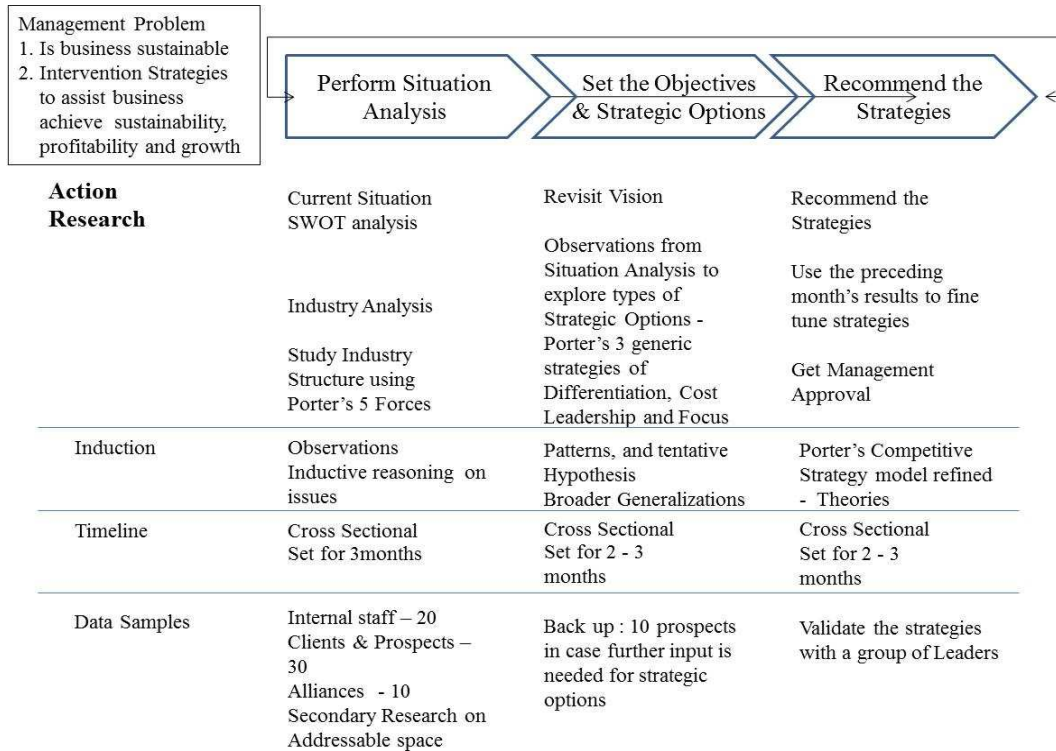 Management Problem
1. Is business sustainable
2. Intervention Strategies
to assist business
achieve sustainability,
profitability and growth
Perform Situation
Analysis
Set the Objectives
& Strategic Options
Recommend the
Strategies
Action
Research
Current Situation
SWOT analysis
Industry Analysis
Study Industry
Structure using
Porter's 5 Forces
Revisit Vision
Observations from
Situation Analysis to
explore types of
Strategic Options -
Porter's 3 generic
strategies of
Differentiation, Cost
Leadership and Focus
Recommend the
Strategies
Use the preceding
month's results to fine
tune strategies
Get Management
Approval
Induction
Observations
Inductive reasoning on
issues
Patterns, and tentative
Hypothesis
Broader Generalizations
Porter's Competitive
Strategy model refined
- Theories
Timeline
Cross Sectional
Set for 3months
Cross Sectional
Set for 2 - 3
months
Cross Sectional
Set for 2 - 3
months
Data Samples
Internal staff – 20
Clients & Prospects –
30
Alliances - 10
Secondary Research on
Addressable space
Back up : 10 prospects
in case further input is
needed for strategic
options
Validate the strategies
with a group of Leaders